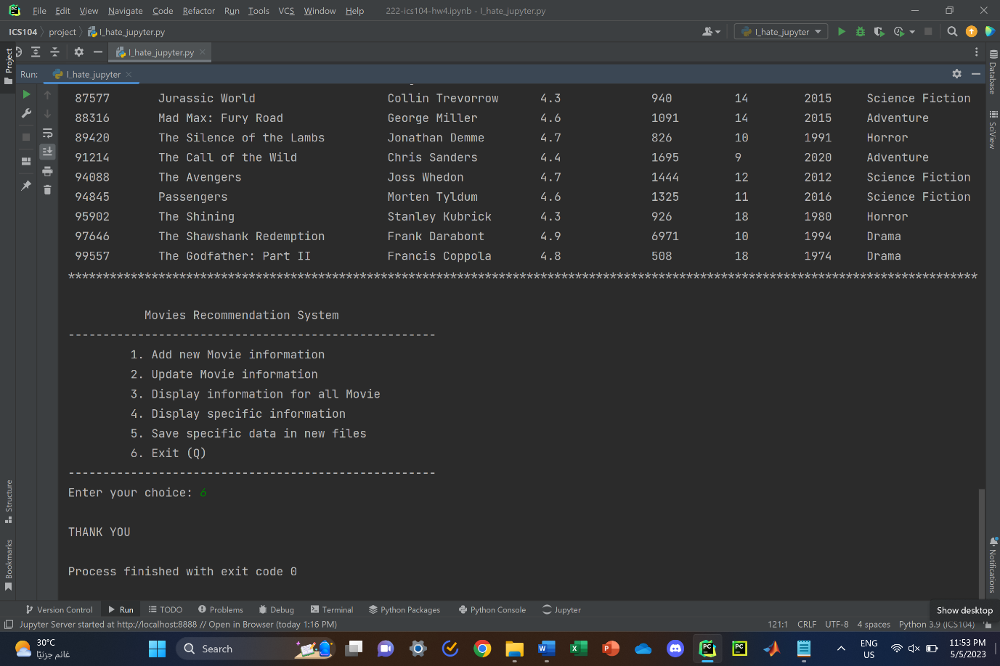 File Edit View Navigate Code Refactor Run Tools VCS Window Help 222-ics104-hw4.ipynb - I_hate_jupyter.py
ICS104 project I_hate_jupyter.py I_hate_jupyter
Project I_hate_jupyter.py
Run: I_hate_jupyter
87577 Jurassic World Collin Trevorrow 4.3 940 14 2015 Science Fiction
88316 Mad Max: Fury Road George Miller 4.6 1091 14 2015 Adventure
89420 The Silence of the Lambs Jonathan Demme 4.7 826 10 1991 Horror
91214 The Call of the Wild Chris Sanders 4.4 1695 9 2020 Adventure
94088 The Avengers Joss Whedon 4.7 1444 12 2012 Science Fiction
94845 Passengers Morten Tyldum 4.6 1325 11 2016 Science Fiction
95902 The Shining Stanley Kubrick 4.3 926 18 1980 Horror
97646 The Shawshank Redemption Frank Darabont 4.9 6971 10 1994 Drama
99557 The Godfather: Part II Francis Coppola 4.8 508 18 1974 Drama
***********************************************************************************************************************************
Movies Recommendation System
-----------------------------------------------------
1. Add new Movie information
2. Update Movie information
3. Display information for all Movie
4. Display specific information
5. Save specific data in new files
6. Exit (Q)
-----------------------------------------------------
Enter your choice: 6
THANK YOU
Process finished with exit code 0
Database
SciView
Notifications
Structure
Bookmarks
Version Control Run TODO Problems Debug Terminal Python Packages Python Console Jupyter Show desktop
Jupyter Server started at http://localhost:8888 // Open in Browser (today 1:16 PM) 121:1 CRLF UTF-8 4 spaces Python 3.9 (ICS104)
30°C
غائم جزئيًا
Search
ENG
US
11:53 PM
5/5/2023